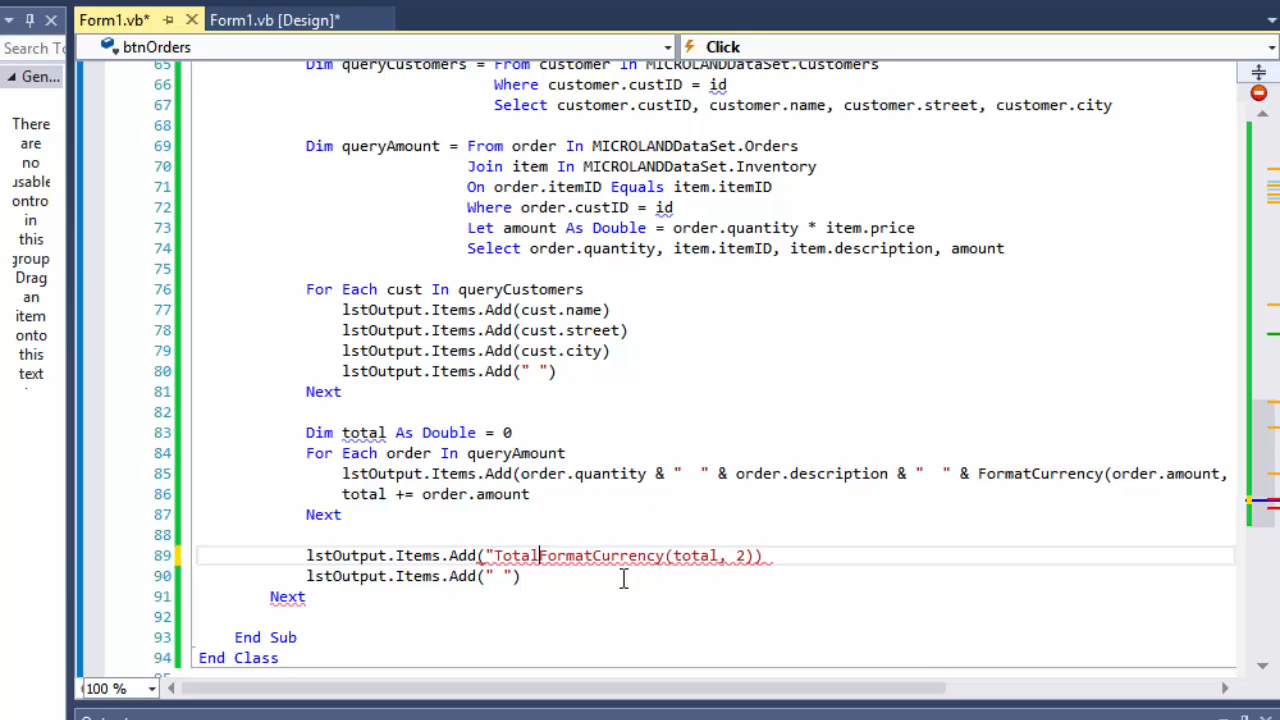 Form1.vb*
Form1.vb [Design]*
Search To
btnOrders
Click
Gen...
There
are
no
usable
ontro
in
this
group
Drag
an
item
onto
this
text
65 Dim queryCustomers = From customer In MICROLANDDataSet.Customers
66 Where customer.custID = id
67 Select customer.custID, customer.name, customer.street, customer.city
68
69 Dim queryAmount = From order In MICROLANDDataSet.Orders
70 Join item In MICROLANDDataSet.Inventory
71 On order.itemID Equals item.itemID
72 Where order.custID = id
73 Let amount As Double = order.quantity * item.price
74 Select order.quantity, item.itemID, item.description, amount
75
76 For Each cust In queryCustomers
77 lstOutput.Items.Add(cust.name)
78 lstOutput.Items.Add(cust.street)
79 lstOutput.Items.Add(cust.city)
80 lstOutput.Items.Add(" ")
81 Next
82
83 Dim total As Double = 0
84 For Each order In queryAmount
85 lstOutput.Items.Add(order.quantity & "  " & order.description & "  " & FormatCurrency(order.amount,
86 total += order.amount
87 Next
88
89 lstOutput.Items.Add("TotalFormatCurrency(total, 2))
90 lstOutput.Items.Add(" ")
91 Next
92
93 End Sub
94 End Class
100 %